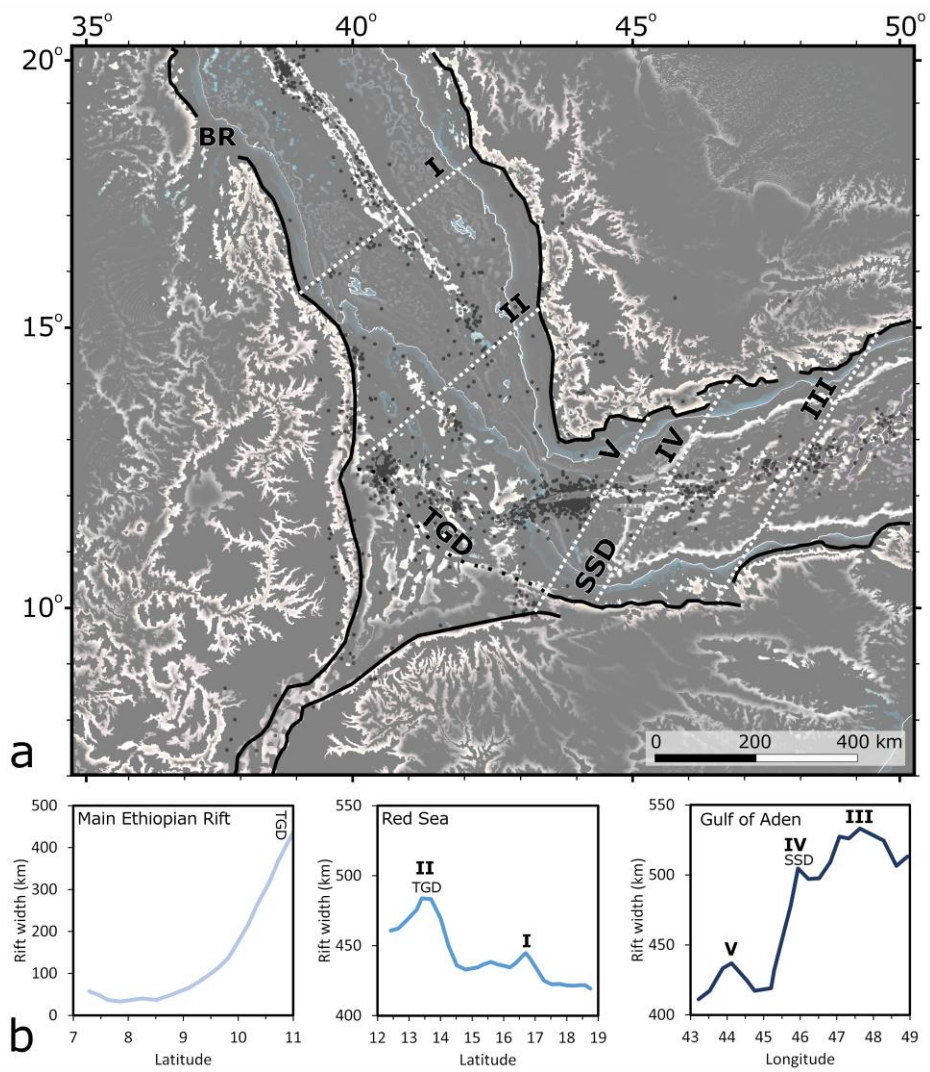 35° 40° 45° 50°
20°
BR
I
II
15°
III
V
IV
TGD
SSD
10°
0 200 400 km
a
Main Ethiopian Rift
500
400
300
200
100
0
Rift width (km)
TGD
7 8 9 10 11
Latitude
Red Sea
550
500
450
400
Rift width (km)
II
TGD
I
12 13 14 15 16 17 18 19
Latitude
Gulf of Aden
550
500
450
400
Rift width (km)
III
IV
SSD
V
43 44 45 46 47 48 49
Longitude
b